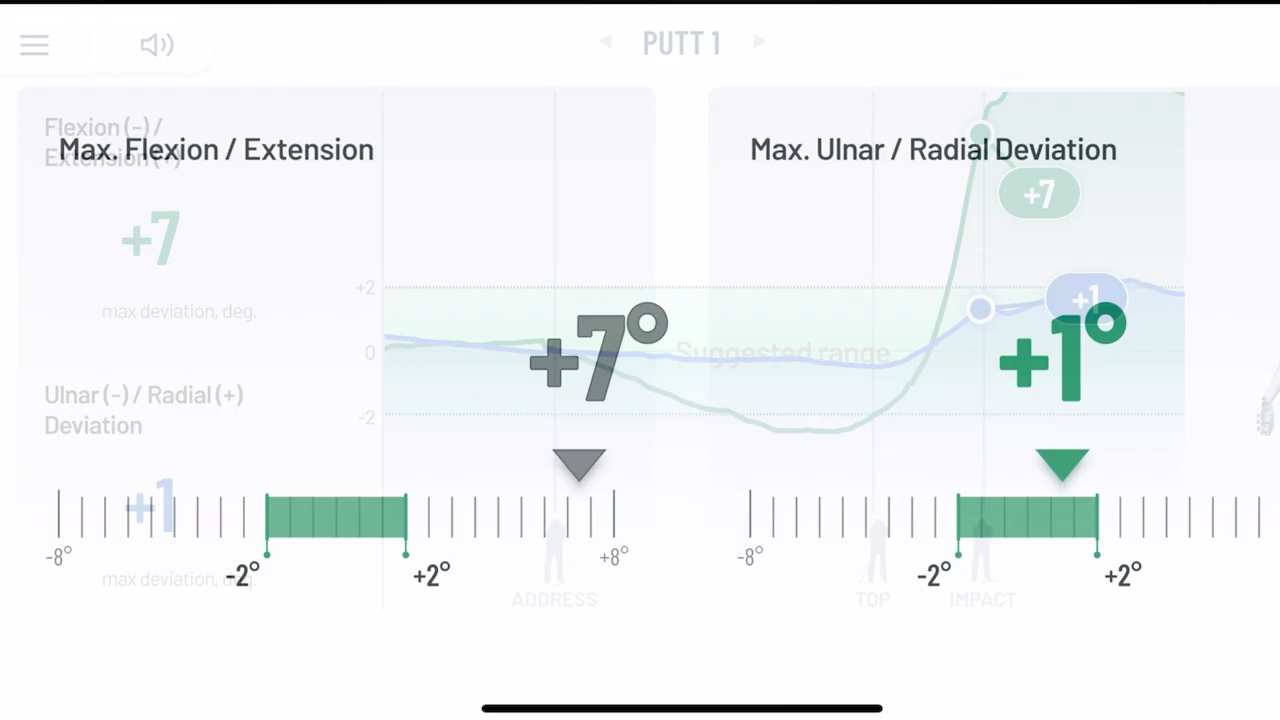 PUTT 1
Flexion (-) /
Extension (+)
Max. Flexion / Extension
Max. Ulnar / Radial Deviation
+7
+7
max deviation, deg.
+2
+1
+7°
+1°
0
Suggested range
Ulnar (-) / Radial (+)
Deviation
-2
+1
-8°
+8°
-8°
max deviation, deg.
-2°
+2°
-2°
+2°
ADDRESS
TOP
IMPACT